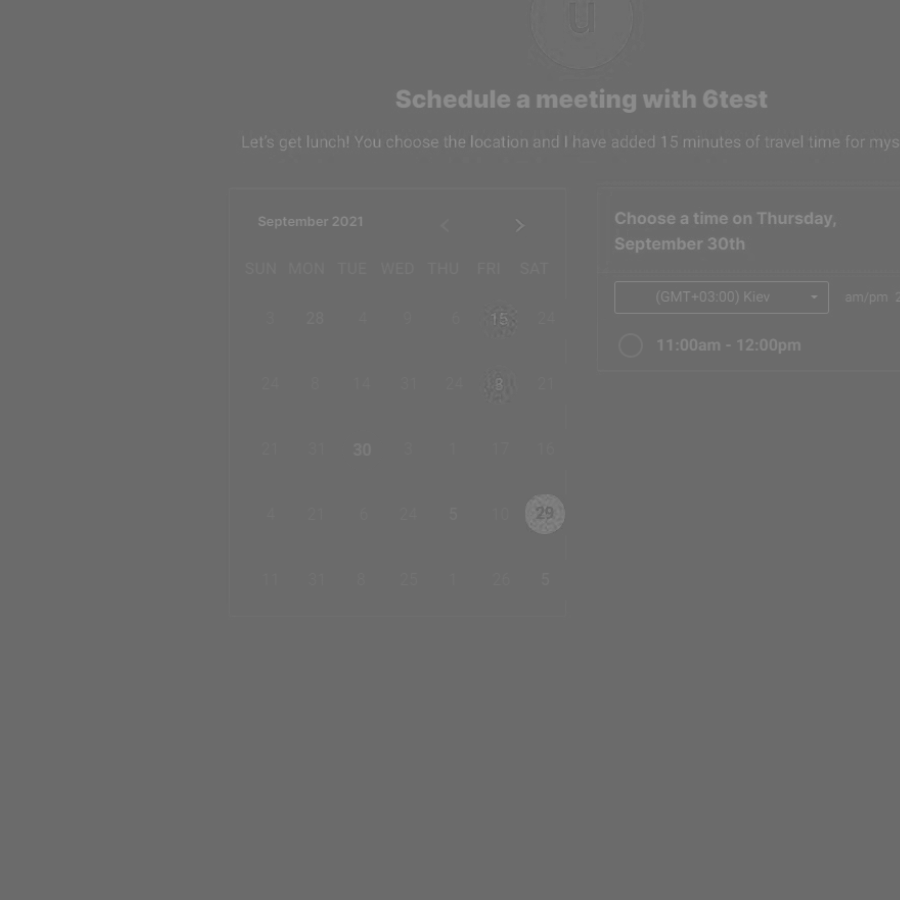 u
Schedule a meeting with 6test
Let's get lunch! You choose the location and I have added 15 minutes of travel time for mys
September 2021
SUN MON TUE WED THU FRI SAT
3 28 4 9 6 15 24
24 8 14 31 24 8 21
21 31 30 1 17 16
4 21 6 24 5 10 29
11 31 8 25 1 26 5
Choose a time on Thursday,
September 30th
(GMT+03:00) Kiev am/pm
11:00am - 12:00pm